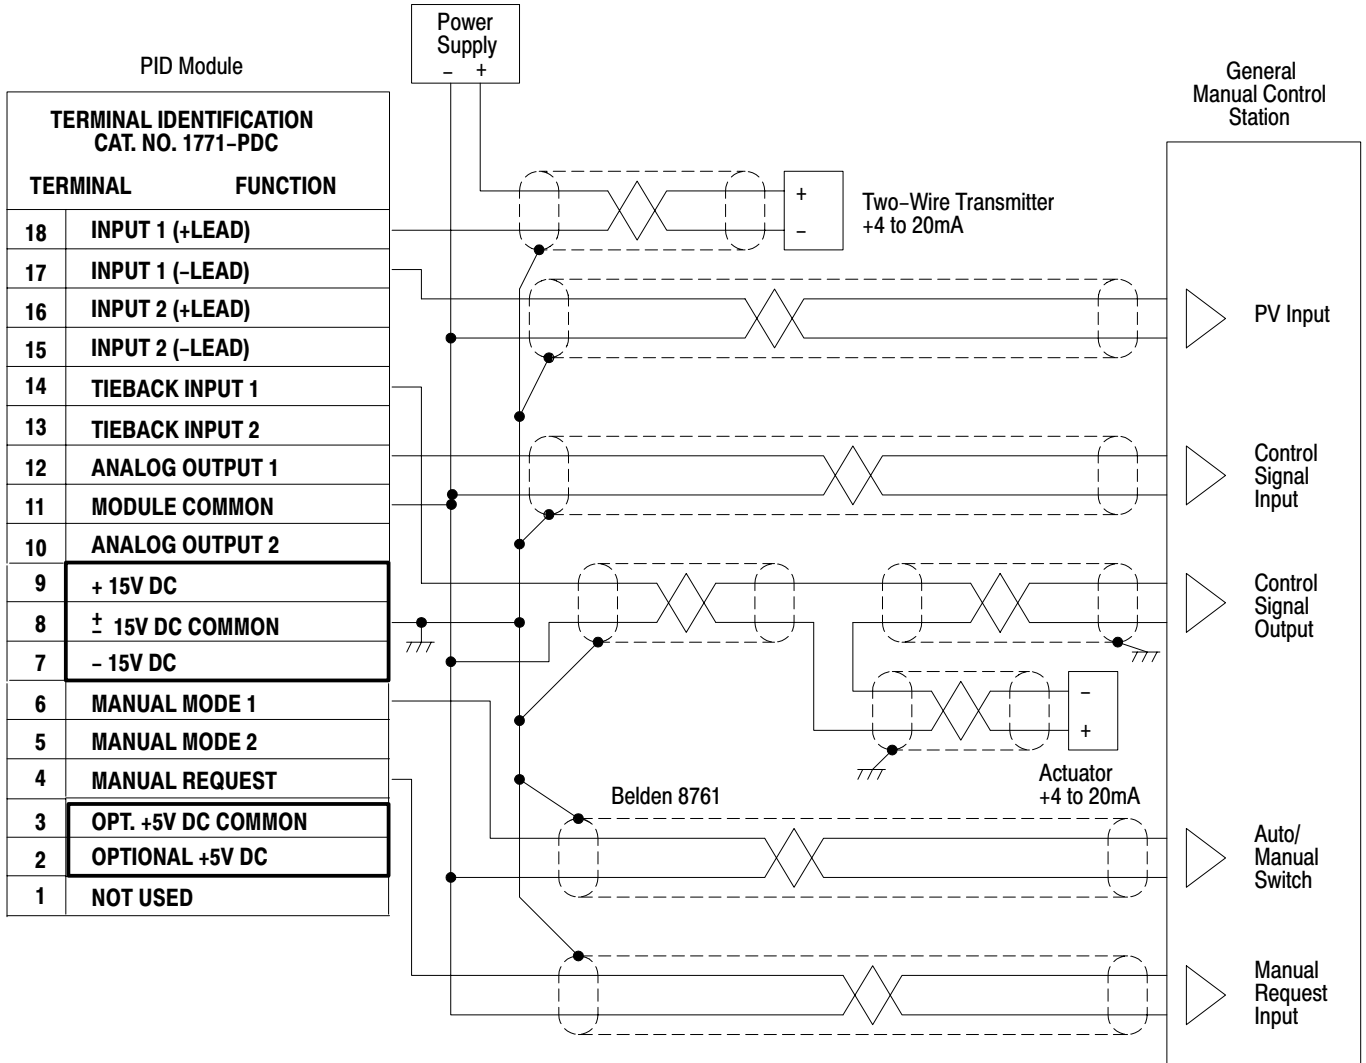 Power
Supply
– +
PID Module
TERMINAL IDENTIFICATION
CAT. NO. 1771–PDC
TERMINAL FUNCTION
18 INPUT 1 (+LEAD)
17 INPUT 1 (–LEAD)
16 INPUT 2 (+LEAD)
15 INPUT 2 (–LEAD)
14 TIEBACK INPUT 1
13 TIEBACK INPUT 2
12 ANALOG OUTPUT 1
11 MODULE COMMON
10 ANALOG OUTPUT 2
9 + 15V DC
8 ± 15V DC COMMON
7 – 15V DC
6 MANUAL MODE 1
5 MANUAL MODE 2
4 MANUAL REQUEST
3 OPT. +5V DC COMMON
2 OPTIONAL +5V DC
1 NOT USED
+
–
Two–Wire Transmitter
+4 to 20mA
–
+
Actuator
+4 to 20mA
Belden 8761
General
Manual Control
Station
PV Input
Control
Signal
Input
Control
Signal
Output
Auto/
Manual
Switch
Manual
Request
Input